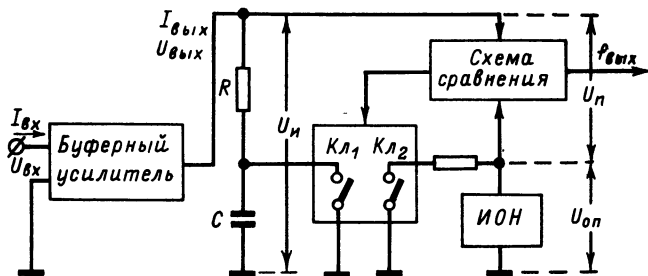 Iвых
Uвых
Схема
сравнения
fвых
R
Uи
Uп
Iвх
Uвх
Буферный
усилитель
Кл1 Кл2
C
ИОН
Uоп